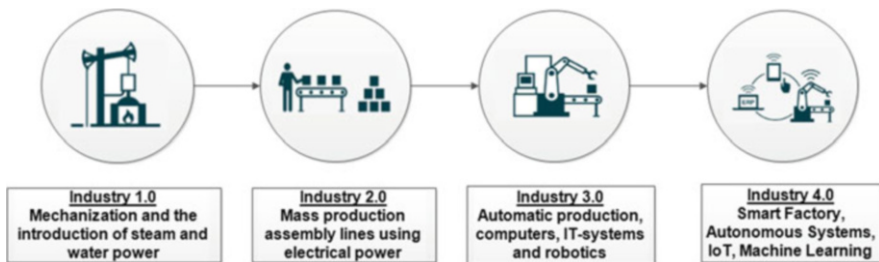 ERP
Industry 1.0
Mechanization and the
introduction of steam and
water power
Industry 2.0
Mass production
assembly lines using
electrical power
Industry 3.0
Automatic production,
computers, IT-systems
and robotics
Industry 4.0
Smart Factory,
Autonomous Systems,
IoT, Machine Learning